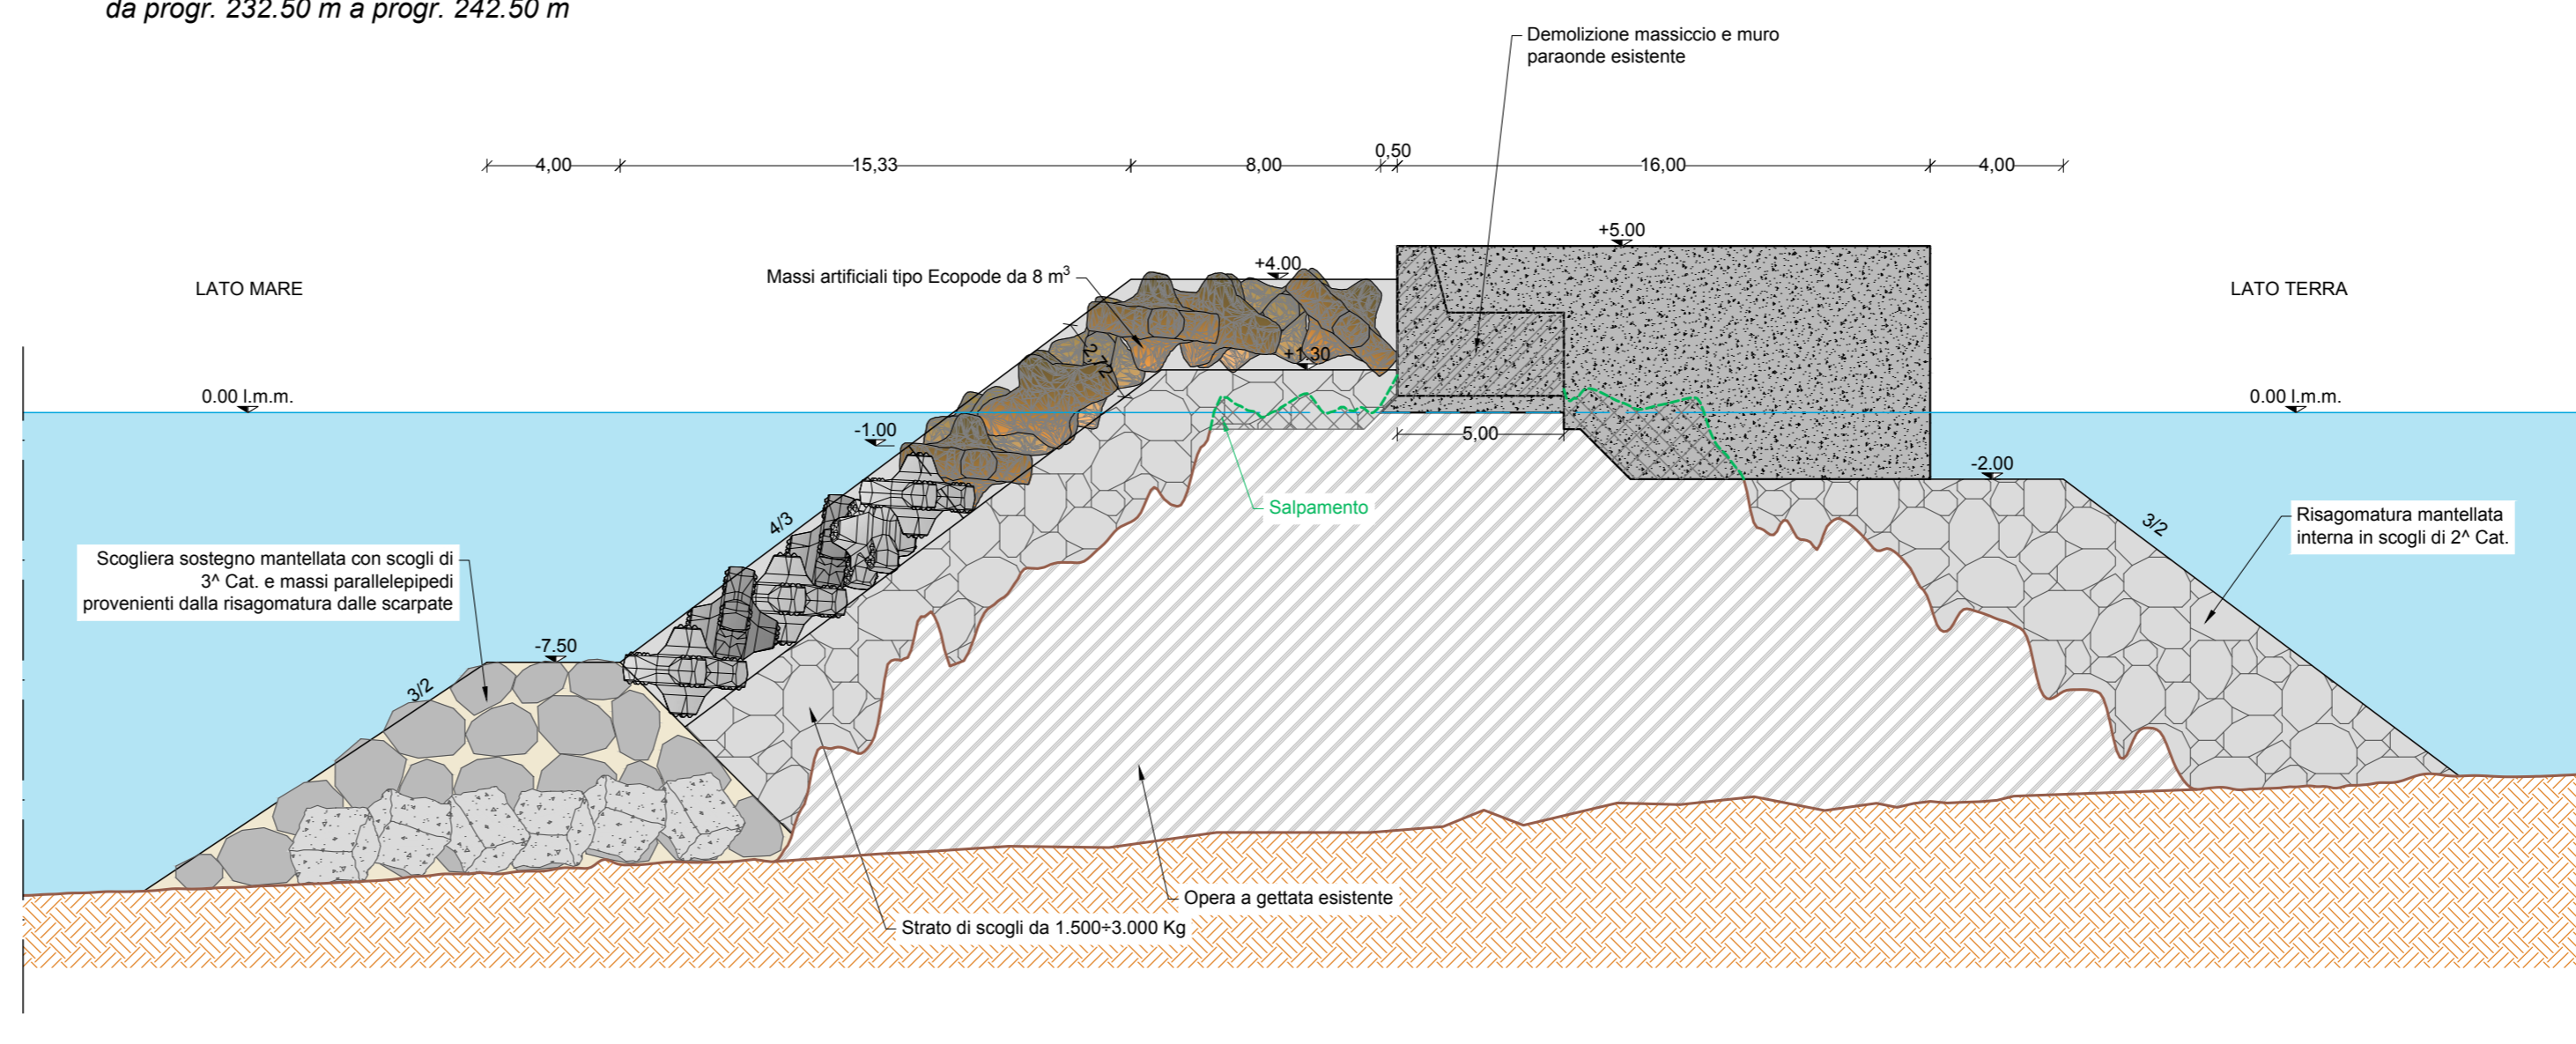 da progr. 232.50 m a progr. 242.50 m
Demolizione massiccio e muro
paraonde esistente
4,00
15,33
8,00
0,50
16,00
4,00
+5.00
+4.00
Massi artificiali tipo Ecopode da 8 m³
LATO MARE
LATO TERRA
2,72
+1.30
0.00 l.m.m.
0.00 l.m.m.
-1.00
5,00
-2.00
4/3
Salpamento
3/2
Risagomatura mantellata
interna in scogli di 2^ Cat.
Scogliera sostegno mantellata con scogli di
3^ Cat. e massi parallelepipedi
provenienti dalla risagomatura dalle scarpate
-7.50
3/2
Opera a gettata esistente
Strato di scogli da 1.500÷3.000 Kg